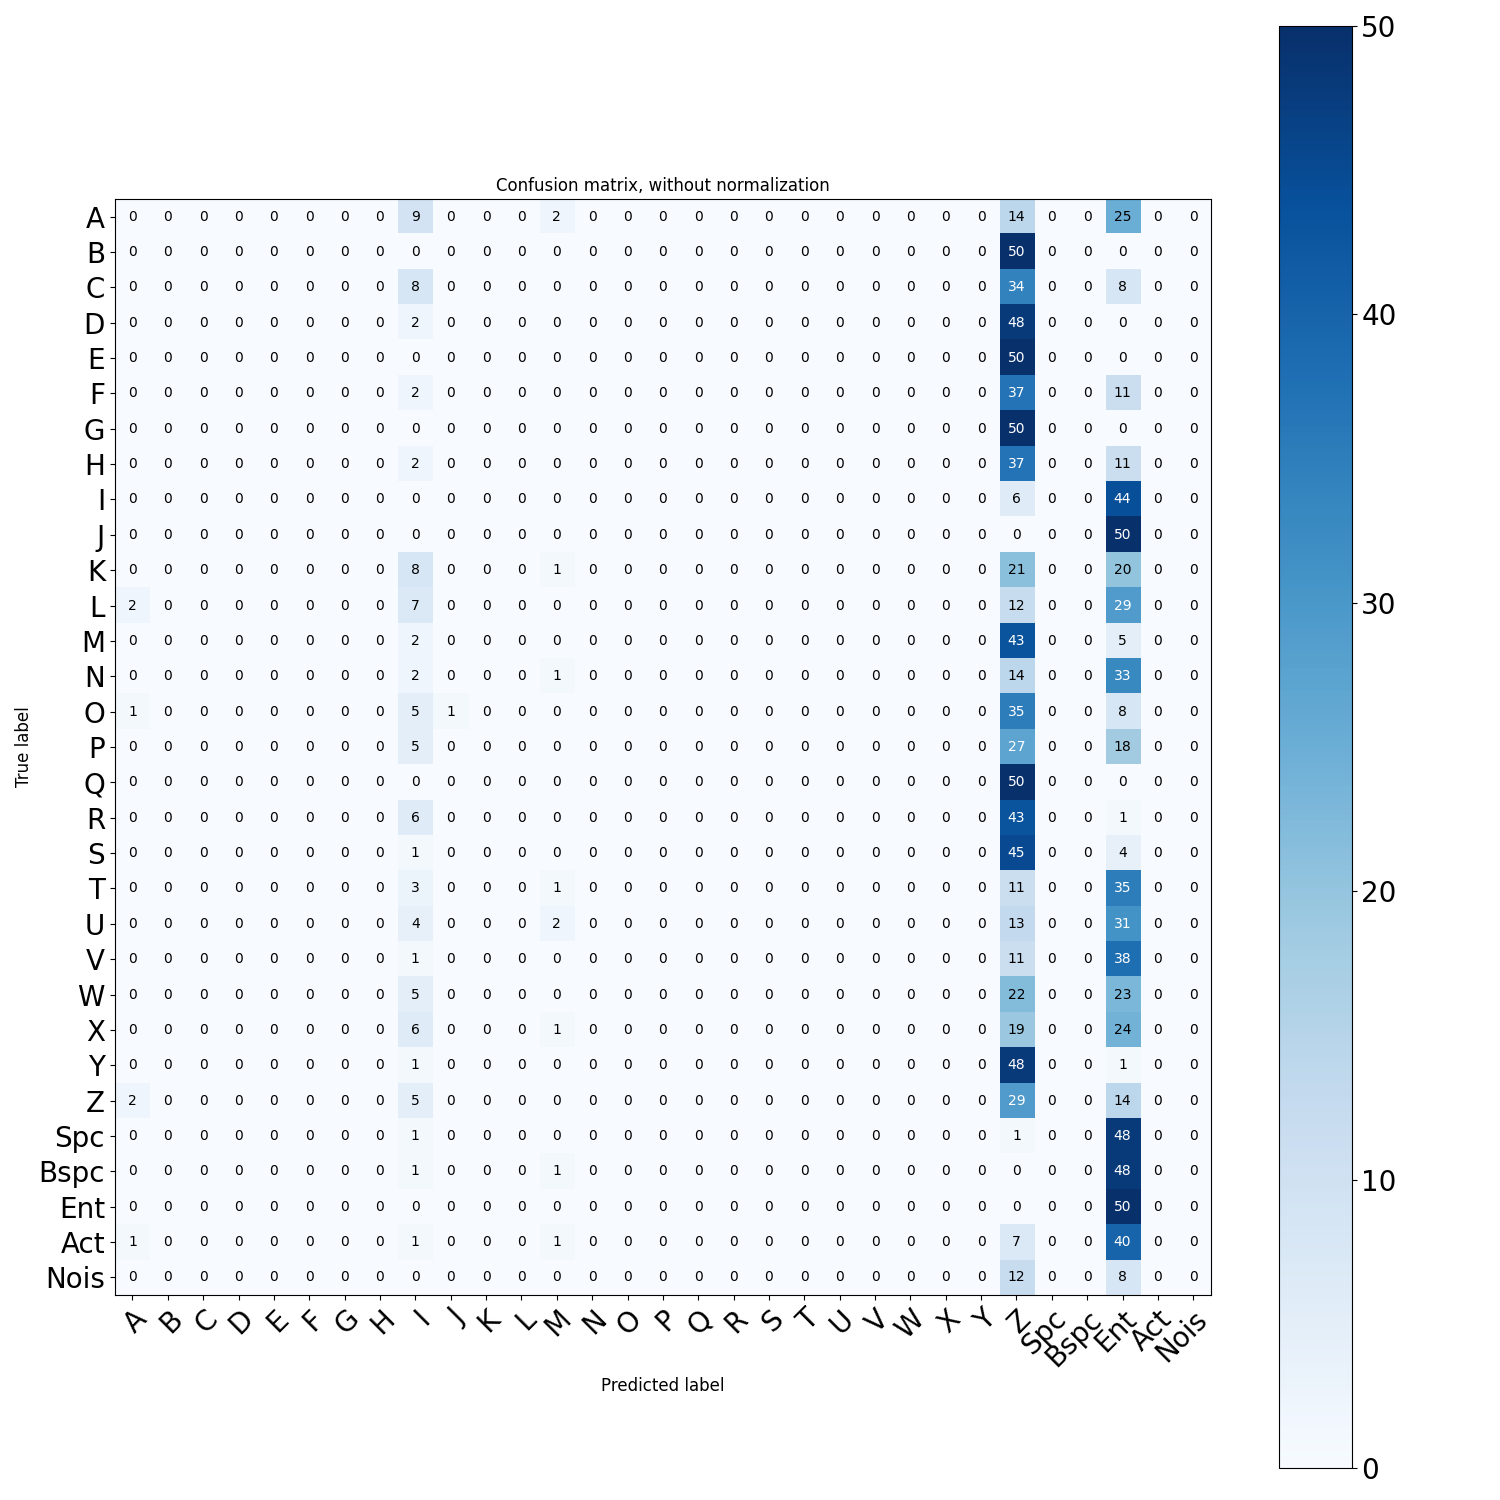 Confusion matrix, without normalization
A 0 0 0 0 0 0 0 0 9 0 0 0 2 0 0 0 0 0 0 0 0 0 0 0 0 14 0 0 25 0 0
B 0 0 0 0 0 0 0 0 0 0 0 0 0 0 0 0 0 0 0 0 0 0 0 0 0 50 0 0 0 0 0
C 0 0 0 0 0 0 0 0 8 0 0 0 0 0 0 0 0 0 0 0 0 0 0 0 0 34 0 0 8 0 0
D 0 0 0 0 0 0 0 0 2 0 0 0 0 0 0 0 0 0 0 0 0 0 0 0 0 48 0 0 0 0 0
E 0 0 0 0 0 0 0 0 0 0 0 0 0 0 0 0 0 0 0 0 0 0 0 0 0 50 0 0 0 0 0
F 0 0 0 0 0 0 0 0 2 0 0 0 0 0 0 0 0 0 0 0 0 0 0 0 0 37 0 0 11 0 0
G 0 0 0 0 0 0 0 0 0 0 0 0 0 0 0 0 0 0 0 0 0 0 0 0 0 50 0 0 0 0 0
H 0 0 0 0 0 0 0 0 2 0 0 0 0 0 0 0 0 0 0 0 0 0 0 0 0 37 0 0 11 0 0
I 0 0 0 0 0 0 0 0 0 0 0 0 0 0 0 0 0 0 0 0 0 0 0 0 0 6 0 0 44 0 0
J 0 0 0 0 0 0 0 0 0 0 0 0 0 0 0 0 0 0 0 0 0 0 0 0 0 0 0 0 50 0 0
K 0 0 0 0 0 0 0 0 8 0 0 0 1 0 0 0 0 0 0 0 0 0 0 0 0 21 0 0 20 0 0
L 2 0 0 0 0 0 0 0 7 0 0 0 0 0 0 0 0 0 0 0 0 0 0 0 0 12 0 0 29 0 0
M 0 0 0 0 0 0 0 0 2 0 0 0 0 0 0 0 0 0 0 0 0 0 0 0 0 43 0 0 5 0 0
N 0 0 0 0 0 0 0 0 2 0 0 0 1 0 0 0 0 0 0 0 0 0 0 0 0 14 0 0 33 0 0
O 1 0 0 0 0 0 0 0 5 1 0 0 0 0 0 0 0 0 0 0 0 0 0 0 0 35 0 0 8 0 0
P 0 0 0 0 0 0 0 0 5 0 0 0 0 0 0 0 0 0 0 0 0 0 0 0 0 27 0 0 18 0 0
Q 0 0 0 0 0 0 0 0 0 0 0 0 0 0 0 0 0 0 0 0 0 0 0 0 0 50 0 0 0 0 0
R 0 0 0 0 0 0 0 0 6 0 0 0 0 0 0 0 0 0 0 0 0 0 0 0 0 43 0 0 1 0 0
S 0 0 0 0 0 0 0 0 1 0 0 0 0 0 0 0 0 0 0 0 0 0 0 0 0 45 0 0 4 0 0
T 0 0 0 0 0 0 0 0 3 0 0 0 1 0 0 0 0 0 0 0 0 0 0 0 0 11 0 0 35 0 0
U 0 0 0 0 0 0 0 0 4 0 0 0 2 0 0 0 0 0 0 0 0 0 0 0 0 13 0 0 31 0 0
V 0 0 0 0 0 0 0 0 1 0 0 0 0 0 0 0 0 0 0 0 0 0 0 0 0 11 0 0 38 0 0
W 0 0 0 0 0 0 0 0 5 0 0 0 0 0 0 0 0 0 0 0 0 0 0 0 0 22 0 0 23 0 0
X 0 0 0 0 0 0 0 0 6 0 0 0 1 0 0 0 0 0 0 0 0 0 0 0 0 19 0 0 24 0 0
Y 0 0 0 0 0 0 0 0 1 0 0 0 0 0 0 0 0 0 0 0 0 0 0 0 0 48 0 0 1 0 0
Z 2 0 0 0 0 0 0 0 5 0 0 0 0 0 0 0 0 0 0 0 0 0 0 0 0 29 0 0 14 0 0
Spc 0 0 0 0 0 0 0 0 1 0 0 0 0 0 0 0 0 0 0 0 0 0 0 0 0 1 0 0 48 0 0
Bspc 0 0 0 0 0 0 0 0 1 0 0 0 1 0 0 0 0 0 0 0 0 0 0 0 0 0 0 0 48 0 0
Ent 0 0 0 0 0 0 0 0 0 0 0 0 0 0 0 0 0 0 0 0 0 0 0 0 0 0 0 0 50 0 0
Act 1 0 0 0 0 0 0 0 1 0 0 0 1 0 0 0 0 0 0 0 0 0 0 0 0 7 0 0 40 0 0
Nois 0 0 0 0 0 0 0 0 0 0 0 0 0 0 0 0 0 0 0 0 0 0 0 0 0 12 0 0 8 0 0
A B C D E F G H I J K L M N O P Q R S T U V W X Y Z Spc Bspc Ent Act Nois
Predicted label
True label
50
40
30
20
10
0